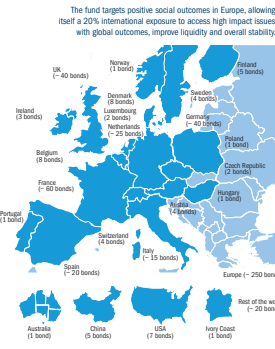 The fund targets positive social outcomes in Europe, allowing
itself a 20% international exposure to access high impact issues
with global outcomes, improve liquidity and overall stability.
Norway
(1 bond)
UK
(~ 40 bonds)
Finland
(5 bonds)
Denmark
(8 bonds)
Sweden
(4 bonds)
Ireland
(3 bonds)
Luxembourg
(2 bonds)
Germany
(~ 40 bonds)
Netherlands
(~ 25 bonds)
Poland
(1 bond)
Belgium
(8 bonds)
Czech Republic
(2 bonds)
France
(~ 60 bonds)
Hungary
(1 bond)
Austria
(4 bonds)
Portugal
(1 bond)
Switzerland
(4 bonds)
Italy
(~ 15 bonds)
Spain
(~ 20 bonds)
Europe (~ 250 bon
Rest of the wo
(~ 20 bon
Australia
(1 bond)
China
(5 bonds)
USA
(7 bonds)
Ivory Coast
(1 bond)